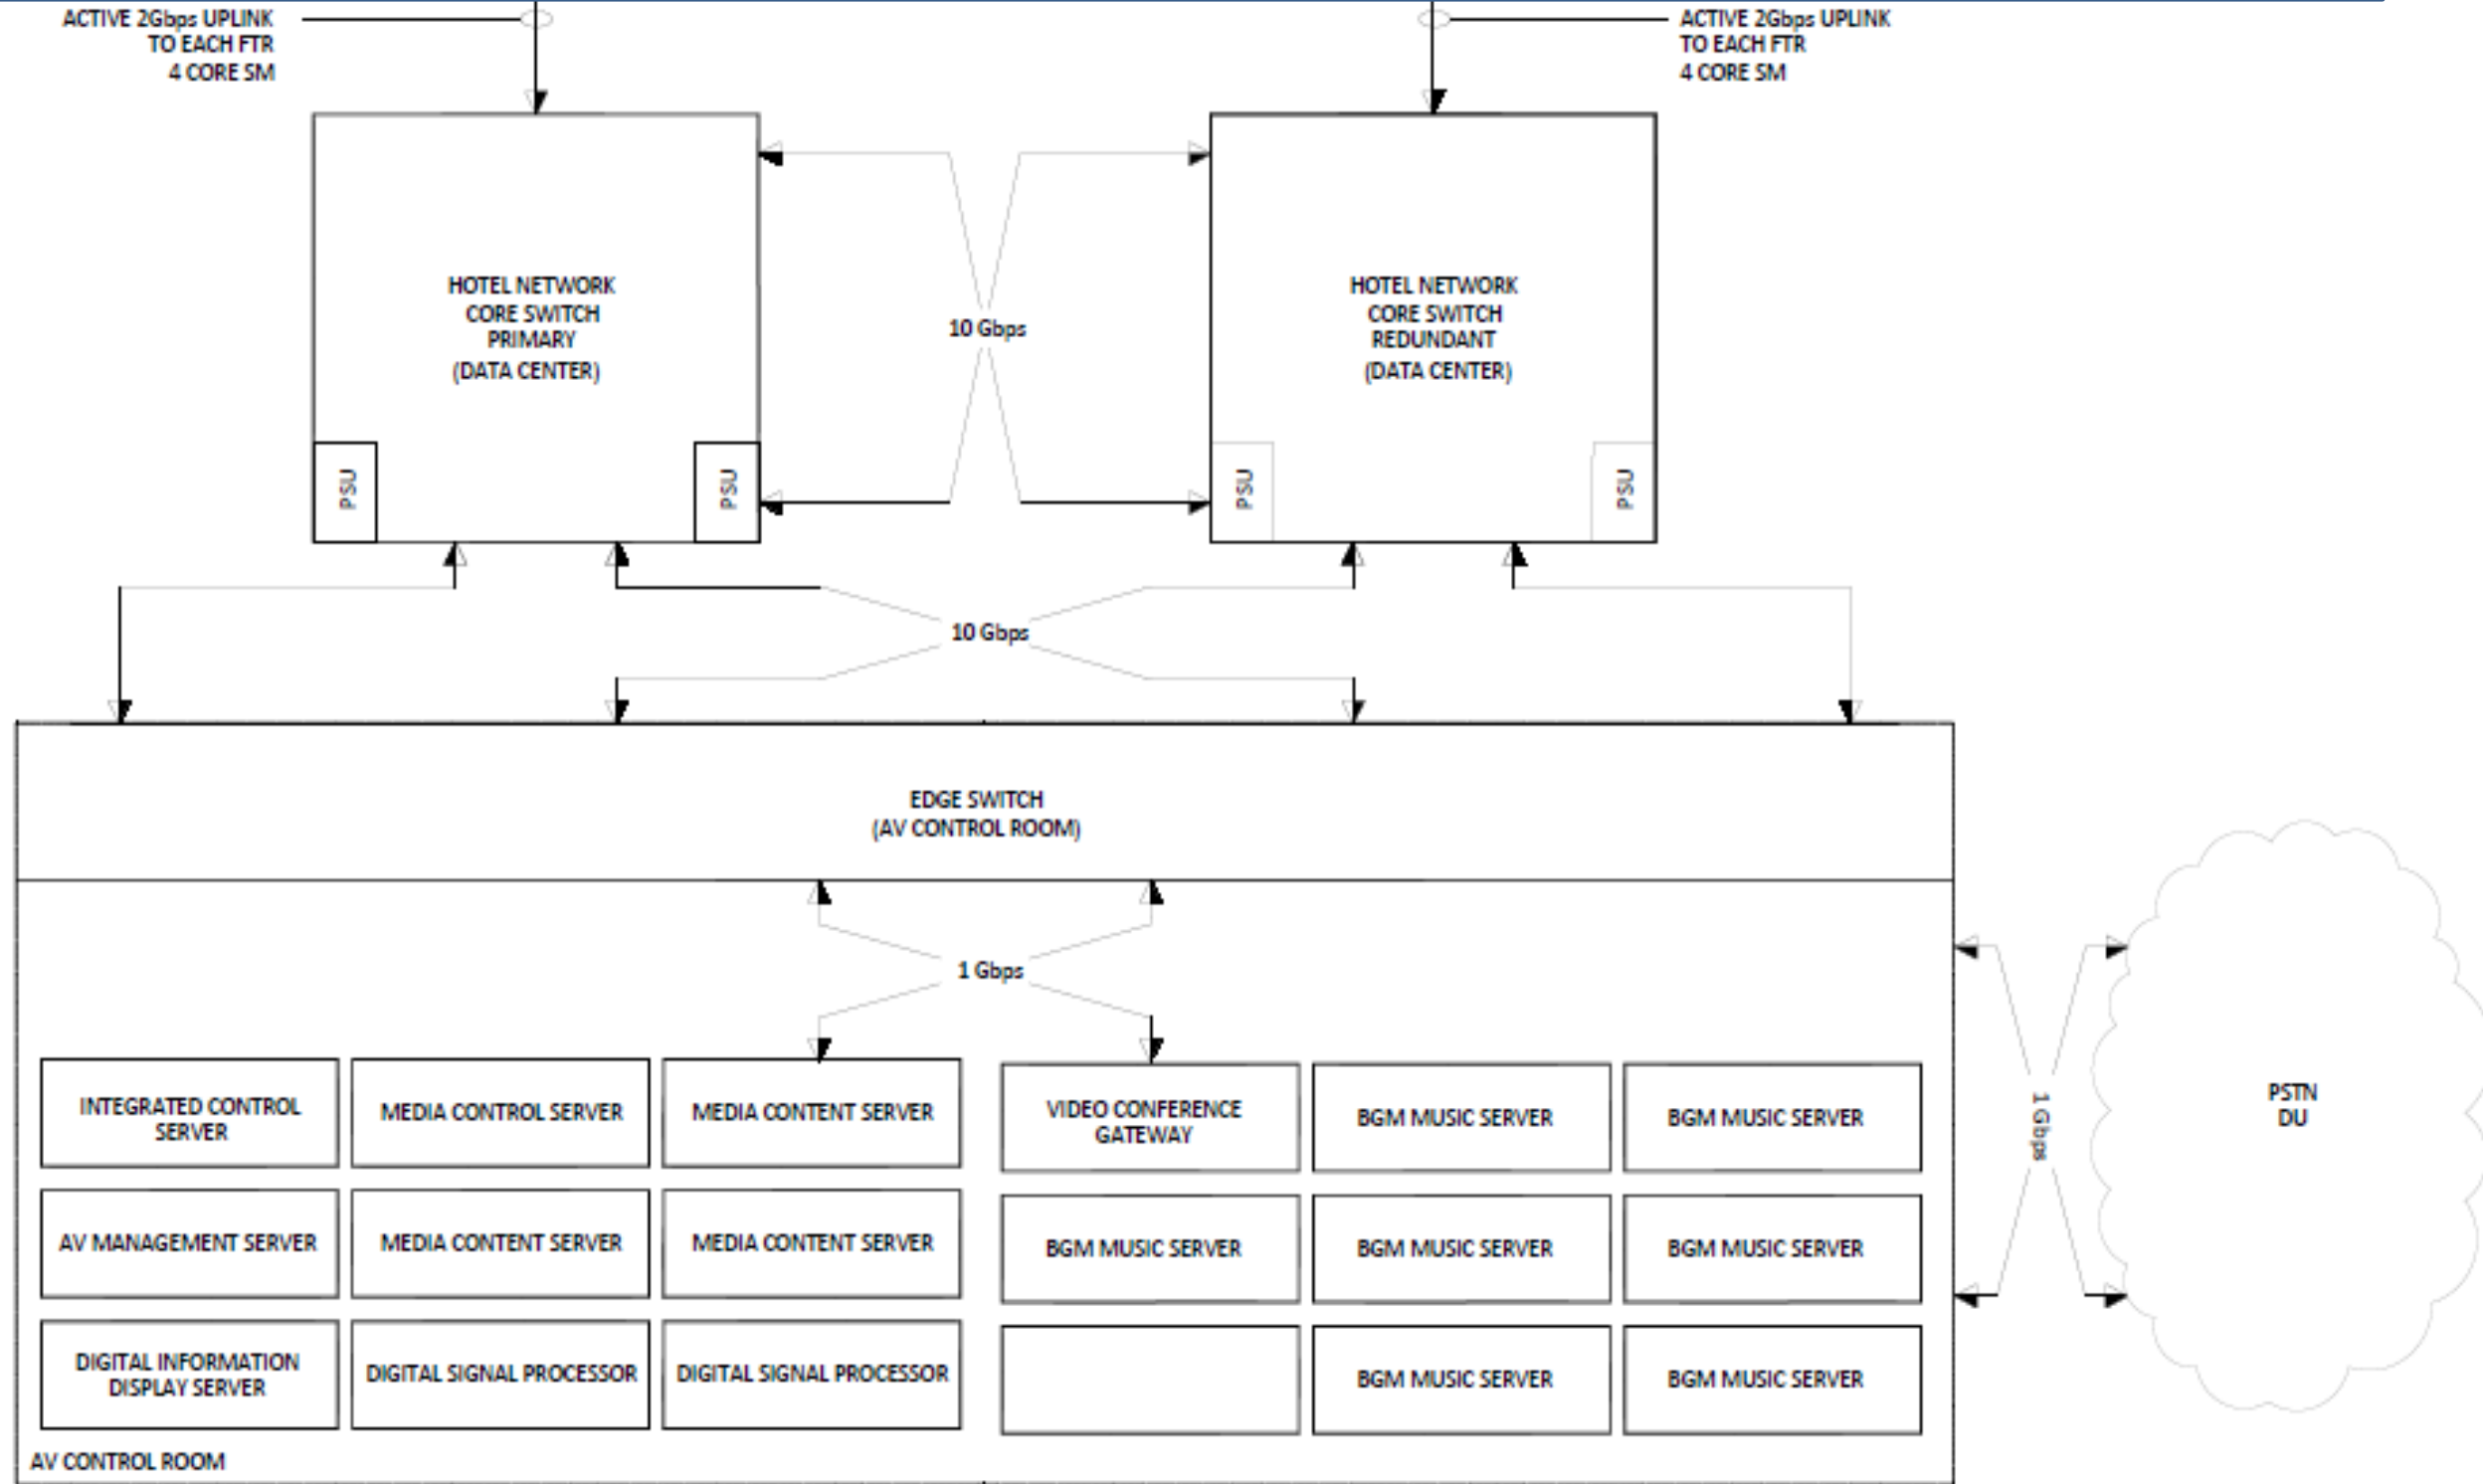 ACTIVE 2Gbps UPLINK
TO EACH FTR
4 CORE SM
ACTIVE 2Gbps UPLINK
TO EACH FTR
4 CORE SM
HOTEL NETWORK
CORE SWITCH
PRIMARY
(DATA CENTER)
PSU
PSU
10 Gbps
HOTEL NETWORK
CORE SWITCH
REDUNDANT
(DATA CENTER)
PSU
PSU
10 Gbps
EDGE SWITCH
(AV CONTROL ROOM)
1 Gbps
INTEGRATED CONTROL
SERVER
MEDIA CONTROL SERVER
MEDIA CONTENT SERVER
VIDEO CONFERENCE
GATEWAY
BGM MUSIC SERVER
BGM MUSIC SERVER
AV MANAGEMENT SERVER
MEDIA CONTENT SERVER
MEDIA CONTENT SERVER
BGM MUSIC SERVER
BGM MUSIC SERVER
BGM MUSIC SERVER
DIGITAL INFORMATION
DISPLAY SERVER
DIGITAL SIGNAL PROCESSOR
DIGITAL SIGNAL PROCESSOR
BGM MUSIC SERVER
BGM MUSIC SERVER
AV CONTROL ROOM
1 Gbps
PSTN
DU